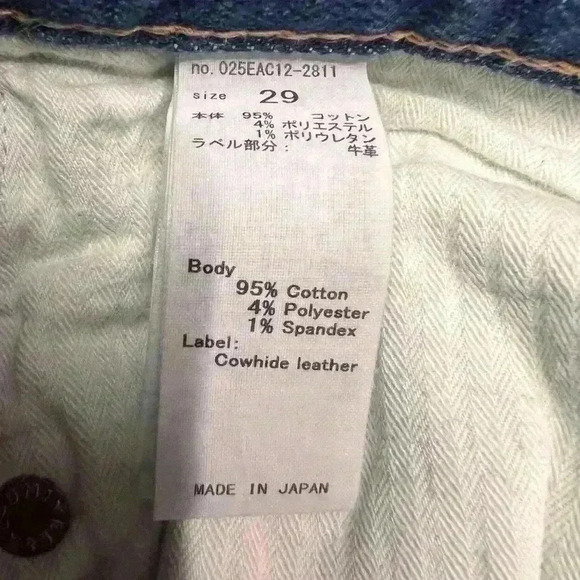 no. 025EAC12-2811
size 29
本体 95% コットン
4% ポリエステル
1% ポリウレタン
ラベル部分: 牛革
Body
95% Cotton
4% Polyester
1% Spandex
Label:
Cowhide leather
MADE IN JAPAN